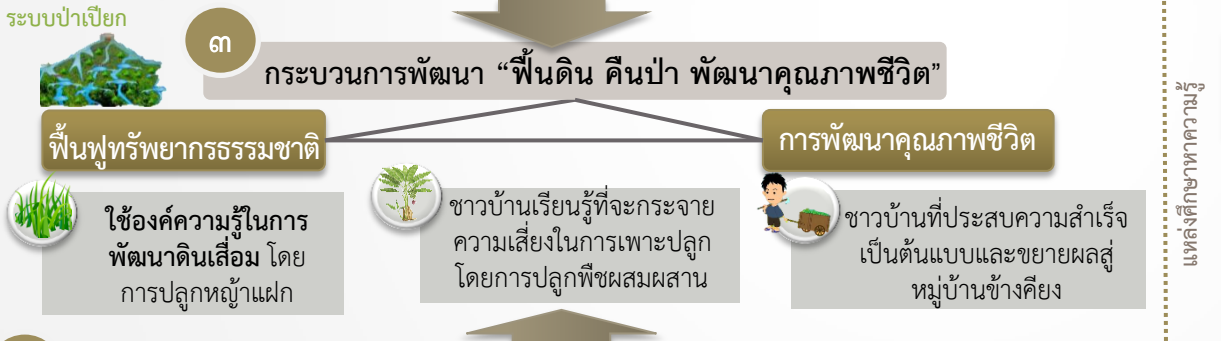 ระบบป่าเปียก
๓
กระบวนการพัฒนา “ฟื้นดิน คืนป่า พัฒนาคุณภาพชีวิต”
ฟื้นฟูทรัพยากรธรรมชาติ
การพัฒนาคุณภาพชีวิต
ใช้องค์ความรู้ในการ
พัฒนาดินเสื่อม โดย
การปลูกหญ้าแฝก
ชาวบ้านเรียนรู้ที่จะกระจาย
ความเสี่ยงในการเพาะปลูก
โดยการปลูกพืชผสมผสาน
ชาวบ้านที่ประสบความสำเร็จ
เป็นต้นแบบและขยายผลสู่
หมู่บ้านข้างคียง
แหล่งศึกษาหาความรู้